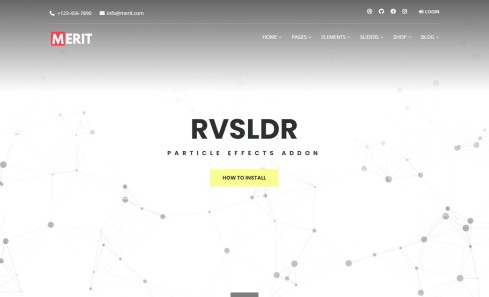 +123-456-7890 info@merit.com LOGIN
MERIT HOME PAGES ELEMENTS SLIDERS SHOP BLOG
RVSLDR
PARTICLE EFFECTS ADDON
HOW TO INSTALL